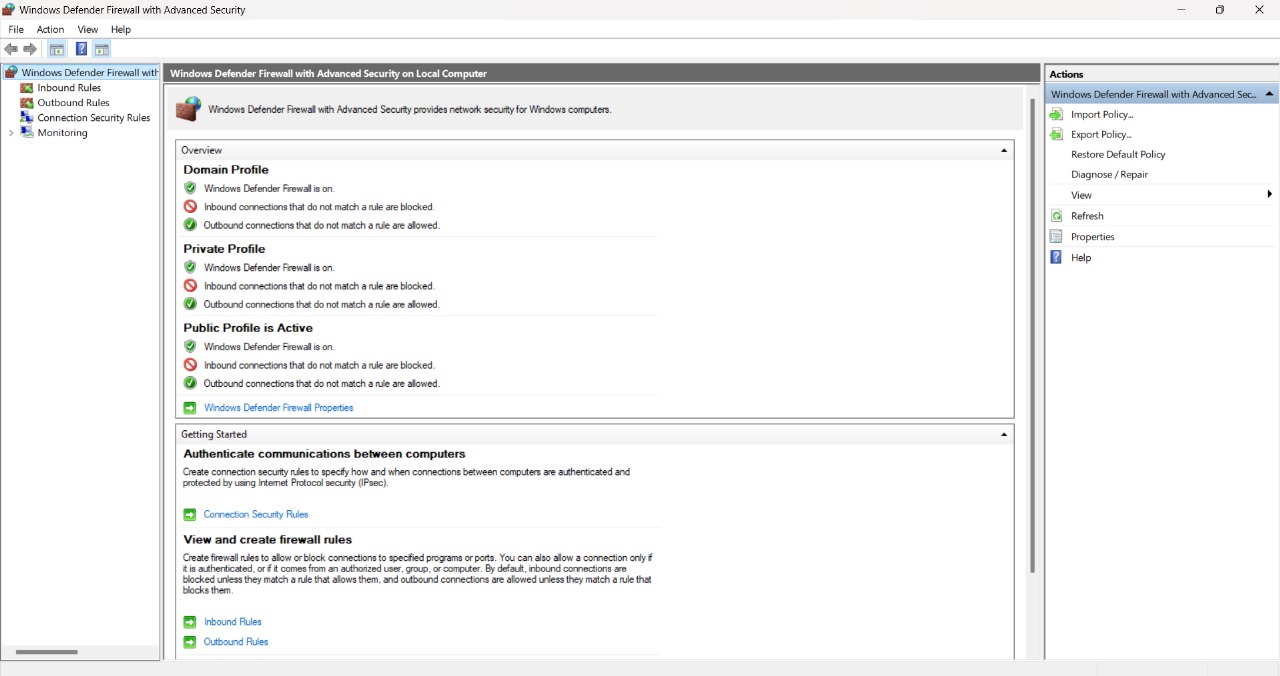 Windows Defender Firewall with Advanced Security
File Action View Help
Windows Defender Firewall with
Inbound Rules
Outbound Rules
Connection Security Rules
Monitoring
Windows Defender Firewall with Advanced Security on Local Computer
Windows Defender Firewall with Advanced Security provides network security for Windows computers.
Overview
Domain Profile
Windows Defender Firewall is on.
Inbound connections that do not match a rule are blocked.
Outbound connections that do not match a rule are allowed.
Private Profile
Windows Defender Firewall is on.
Inbound connections that do not match a rule are blocked.
Outbound connections that do not match a rule are allowed.
Public Profile is Active
Windows Defender Firewall is on.
Inbound connections that do not match a rule are blocked.
Outbound connections that do not match a rule are allowed.
Windows Defender Firewall Properties
Getting Started
Authenticate communications between computers
Create connection security rules to specify how and when connections between computers are authenticated and
protected by using Internet Protocol security (IPsec).
Connection Security Rules
View and create firewall rules
Create firewall rules to allow or block connections to specified programs or ports. You can also allow a connection only if
it is authenticated, or if it comes from an authorized user, group, or computer. By default, inbound connections are
blocked unless they match a rule that allows them, and outbound connections are allowed unless they match a rule that
blocks them.
Inbound Rules
Outbound Rules
Actions
Windows Defender Firewall with Advanced Sec...
Import Policy...
Export Policy...
Restore Default Policy
Diagnose / Repair
View
Refresh
Properties
Help